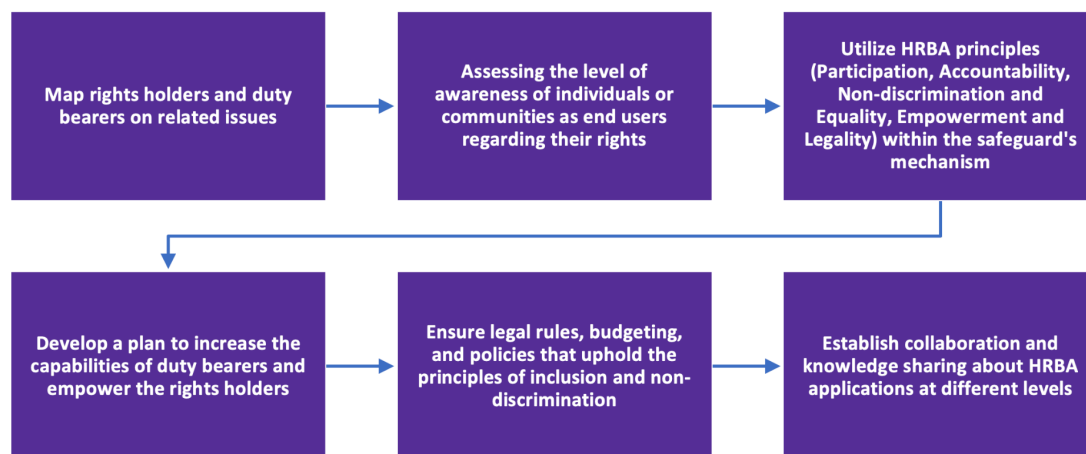 Map rights holders and duty
bearers on related issues
Assessing the level of
awareness of individuals or
communities as end users
regarding their rights
Utilize HRBA principles
(Participation, Accountability,
Non-discrimination and
Equality, Empowerment and
Legality) within the safeguard's
mechanism
Develop a plan to increase the
capabilities of duty bearers and
empower the rights holders
Ensure legal rules, budgeting,
and policies that uphold the
principles of inclusion and non-
discrimination
Establish collaboration and
knowledge sharing about HRBA
applications at different levels